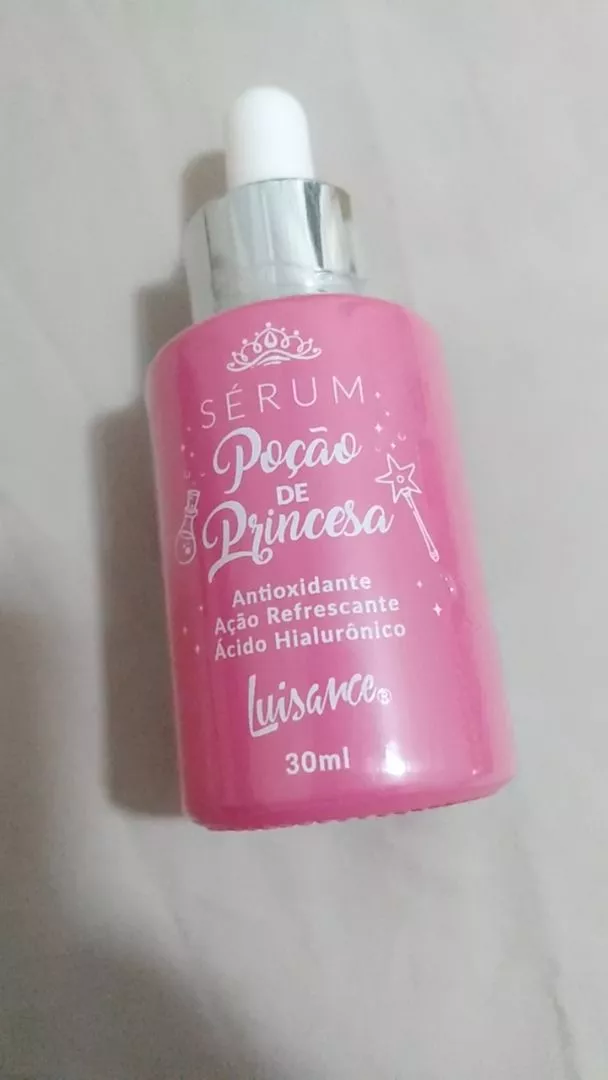 SÉRUM
Poção
DE
Princesa
Antioxidante
Ação Refrescante
Ácido Hialurônico
Luisance®
30ml